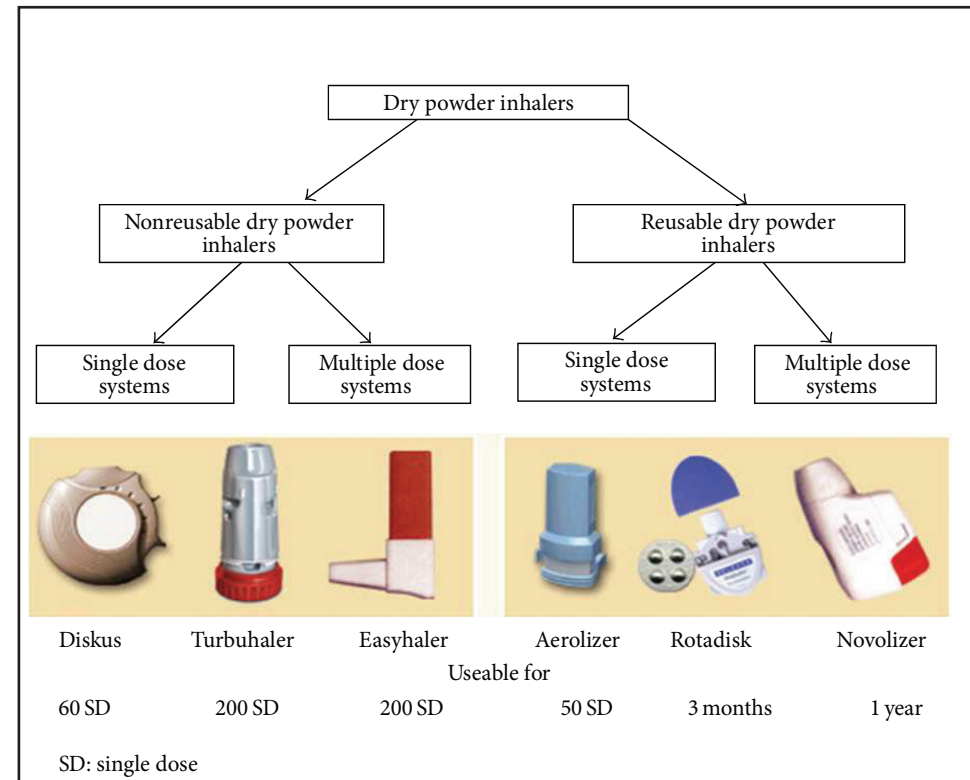 Dry powder inhalers
Nonreusable dry powder
inhalers
Reusable dry powder
inhalers
Single dose
systems
Multiple dose
systems
Single dose
systems
Multiple dose
systems
Diskus Turbuhaler Easyhaler Aerolizer Rotadisk Novolizer
Useable for
60 SD 200 SD 200 SD 50 SD 3 months 1 year
SD: single dose